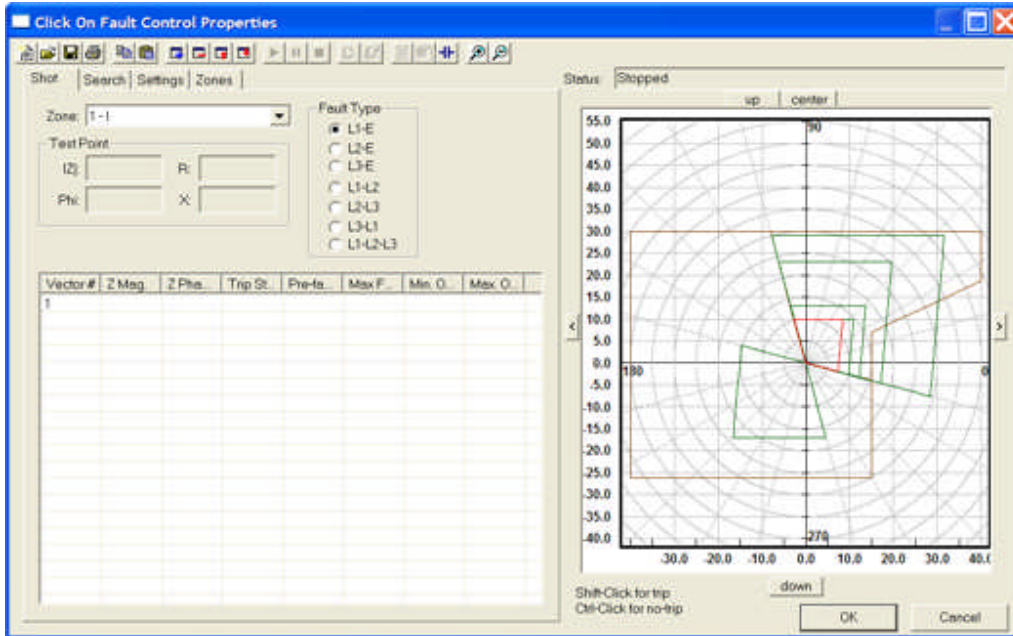 Click On Fault Control Properties
Shot Search Settings Zones
Status: Stopped
up center
Zone: 1 - I
Fault Type
L1-E
L2-E
L3-E
L1-L2
L2-L3
L3-L1
L1-L2-L3
Test Point
|Z|: R:
Phi: X:
Vector # Z Mag. Z Pha... Trip St... Pre-fa... Max F... Min. O... Max. O...
1
55.0
50.0
45.0
40.0
35.0
30.0
25.0
20.0
15.0
10.0
5.0
0.0
-5.0
-10.0
-15.0
-20.0
-25.0
-30.0
-35.0
-40.0
90
180
0
-270
-30.0 -20.0 -10.0 0.0 10.0 20.0 30.0 40.(
< >
down
Shift-Click for trip
Ctrl-Click for no-trip
OK Cancel